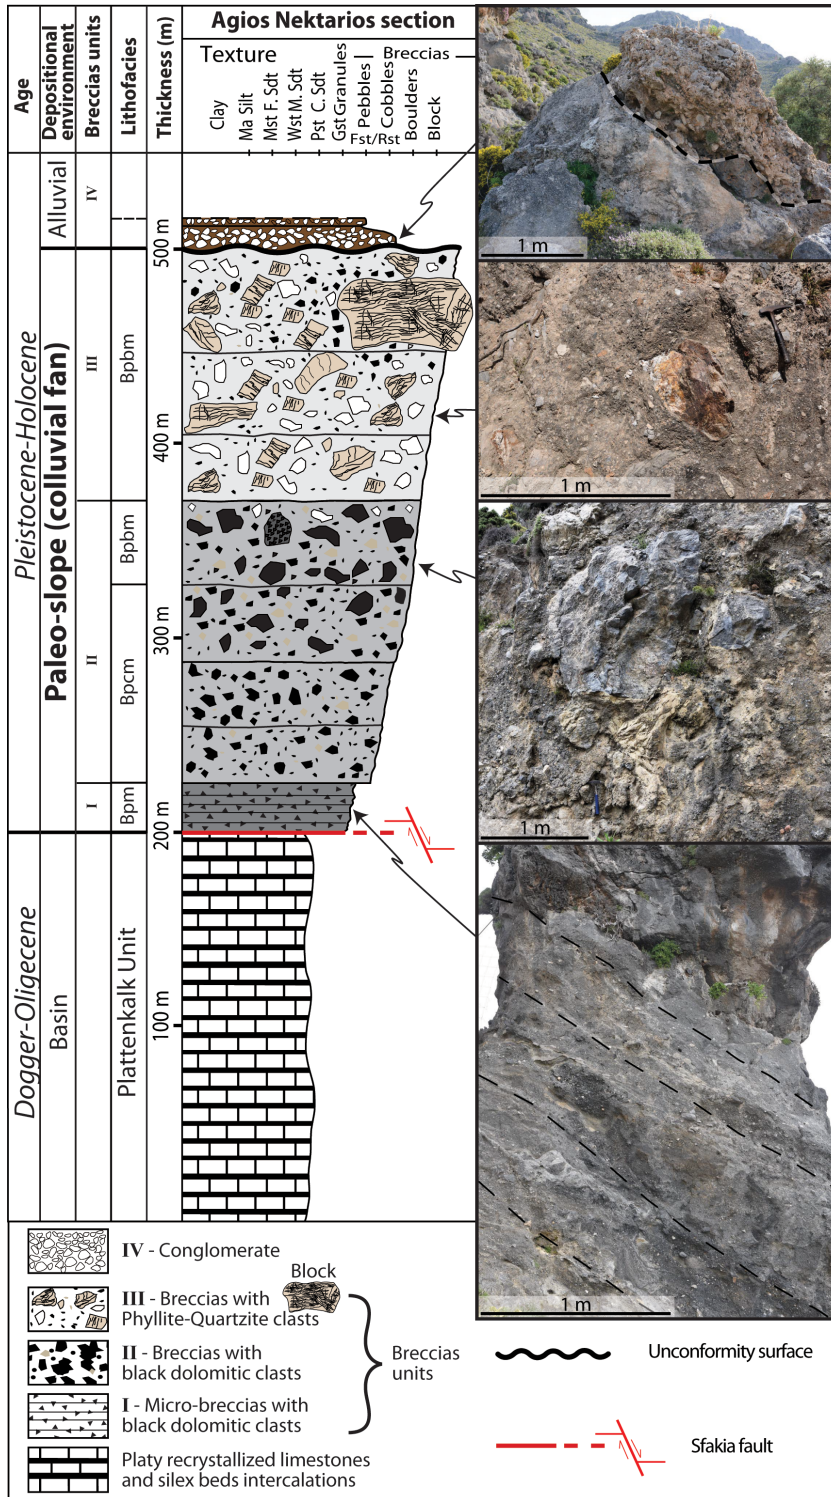 Agios Nektarios section
Age
Depositional
environment
Breccias units
Lithofacies
Thickness (m)
Texture
Breccias
Clay
Ma Silt
Mst F. Sdt
Wst M. Sdt
Pst C. Sdt
Gst Granules
Pebbles
Cobbles
Boulders
Block
Fst/Rst
Pleistocene-Holocene
Dogger-Oligecene
Alluvial
Paleo-slope (colluvial fan)
Basin
IV
III
II
I
Bpbm
Bpbm
Bpcm
Bpm
Plattenkalk Unit
500 m
400 m
300 m
200 m
100 m
1 m
1 m
1 m
1 m
IV - Conglomerate
Block
III - Breccias with
Phyllite-Quartzite clasts
II - Breccias with
black dolomitic clasts
I - Micro-breccias with
black dolomitic clasts
Breccias
units
Platy recrystallized limestones
and silex beds intercalations
Unconformity surface
Sfakia fault